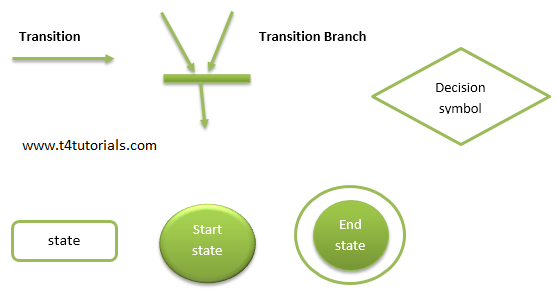 Transition
Transition Branch
Decision
symbol
www.t4tutorials.com
state
Start
state
End
state